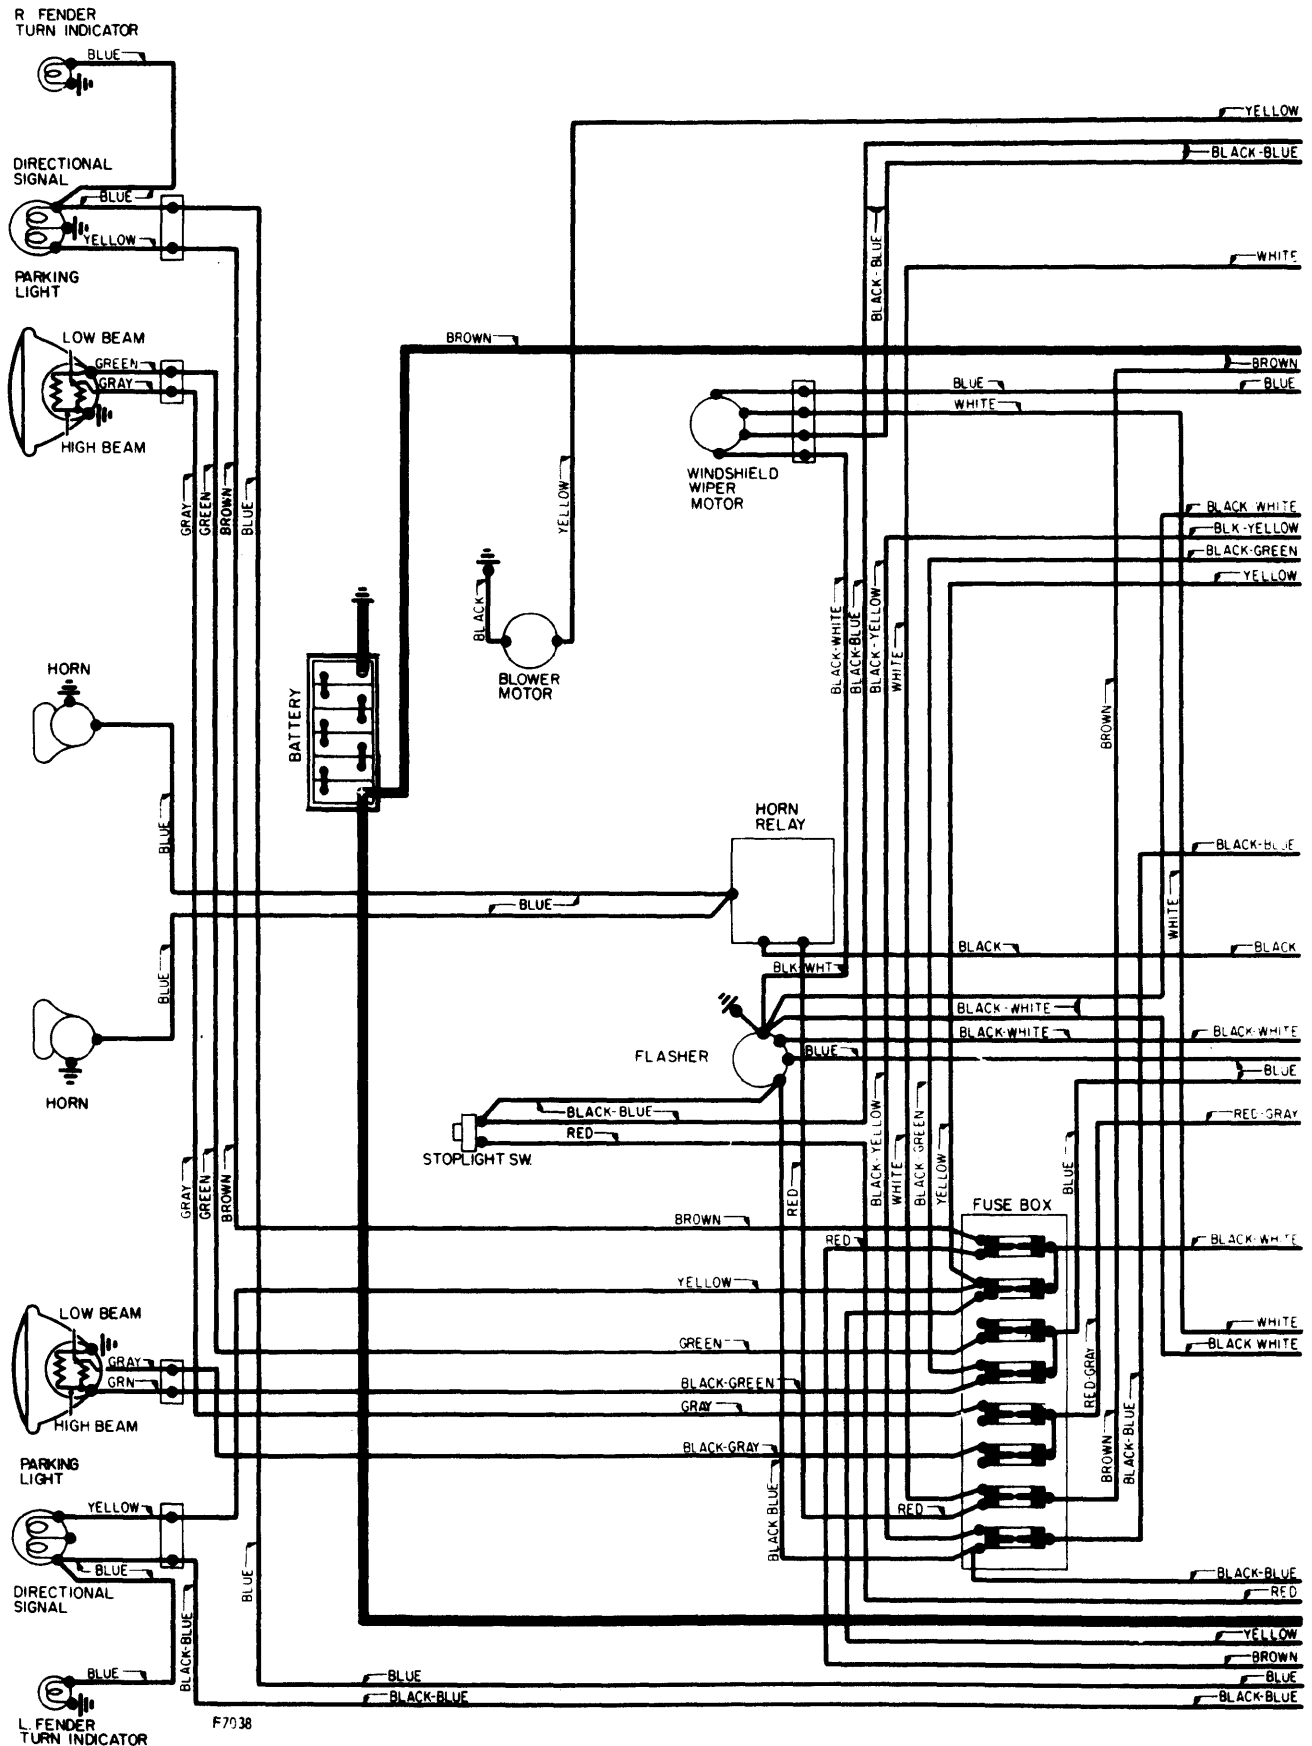 R FENDER
TURN INDICATOR
BLUE
YELLOW
BLACK-BLUE
DIRECTIONAL
SIGNAL
BLUE
YELLOW
BLACK-BLUE
WHITE
PARKING
LIGHT
LOW BEAM
BROWN
GREEN
GRAY
BROWN
BLUE
BLUE
WHITE
HIGH BEAM
WINDSHIELD
WIPER
MOTOR
GRAY
GREEN
BROWN
BLUE
YELLOW
BLACK WHITE
BLK-YELLOW
BLACK-GREEN
YELLOW
BLACK
BLACK-WHITE
BLACK-BLUE
BLACK-YELLOW
WHITE
HORN
BLOWER
MOTOR
BATTERY
BROWN
BLUE
HORN
RELAY
BLACK-BLUE
WHITE
BLUE
BLUE
BLACK
BLACK
BLK-WHT
BLACK-WHITE
BLACK-WHITE
BLACK-WHITE
FLASHER
BLUE
BLUE
HORN
BLACK-BLUE
RED
RED-GRAY
STOPLIGHT SW.
GRAY
GREEN
BROWN
RED
BLACK-YELLOW
WHITE
BLACK-GREEN
YELLOW
BLUE
FUSE BOX
BROWN
RED
BLACK-WHITE
YELLOW
LOW BEAM
WHITE
GREEN
BLACK WHITE
GRAY
GRN
BLACK-GREEN
GRAY
RED-GRAY
HIGH BEAM
BLACK-GRAY
BROWN
BLACK-BLUE
PARKING
LIGHT
YELLOW
RED
BLACK BLUE
BLUE
BLUE
DIRECTIONAL
SIGNAL
BLACK-BLUE
BLACK-BLUE
RED
YELLOW
BROWN
BLUE
BLUE
BLUE
BLACK-BLUE
BLACK-BLUE
L. FENDER
TURN INDICATOR
F7038